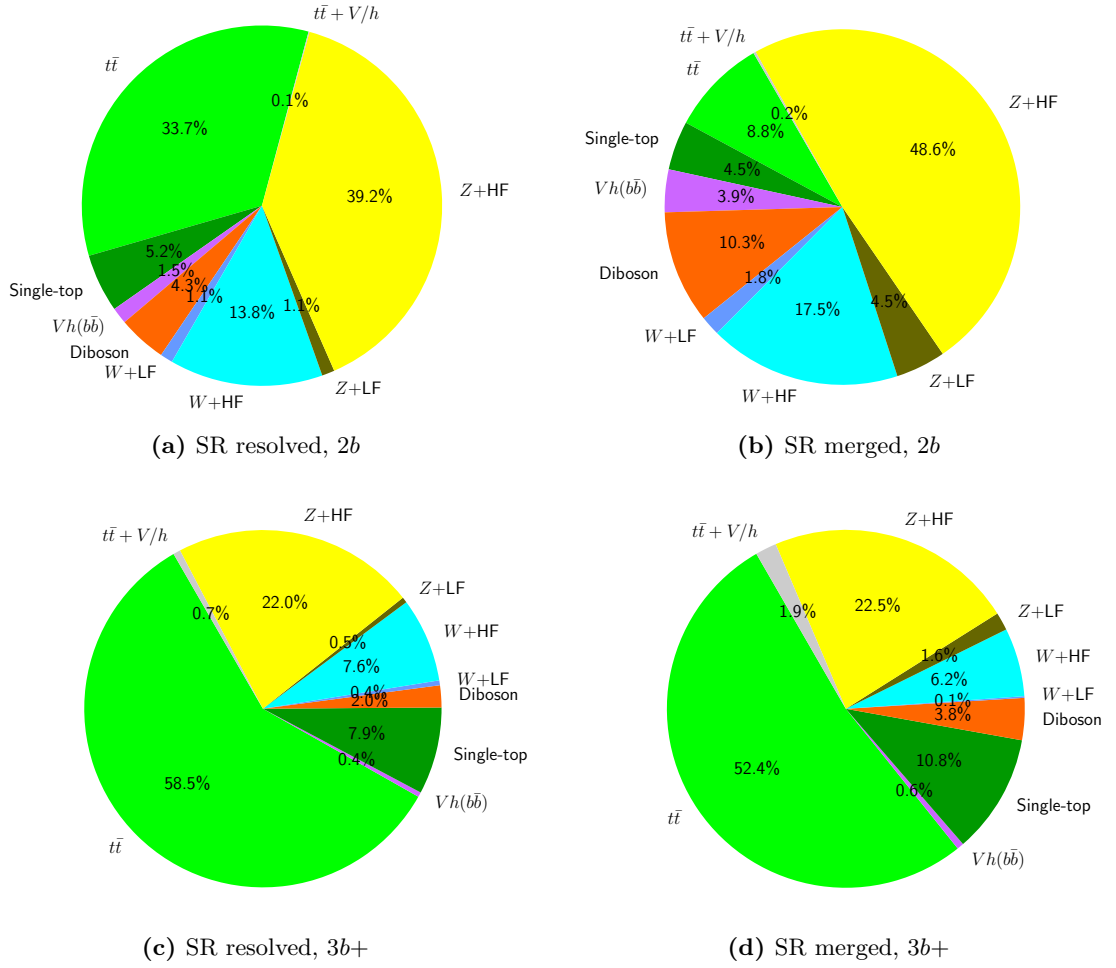 tt̄ + V/h
tt̄
0.1%
33.7%
39.2%
Z+HF
5.2%
1.5%
4.3%
1.1%
13.8%
1.1%
Single-top
Vh(bb̄)
Diboson
W+LF
W+HF
Z+LF
(a) SR resolved, 2b
tt̄ + V/h
tt̄
Z+HF
0.2%
8.8%
48.6%
Single-top
4.5%
Vh(bb̄)
3.9%
10.3%
Diboson
1.8%
17.5%
4.5%
W+LF
W+HF
Z+LF
(b) SR merged, 2b
Z+HF
tt̄ + V/h
Z+LF
22.0%
0.7%
0.5%
W+HF
7.6%
W+LF
0.4%
Diboson
2.0%
7.9%
Single-top
0.4%
58.5%
Vh(bb̄)
tt̄
(c) SR resolved, 3b+
Z+HF
tt̄ + V/h
22.5%
1.9%
Z+LF
1.6%
W+HF
6.2%
W+LF
0.1%
3.8%
Diboson
10.8%
52.4%
0.6%
Single-top
tt̄
Vh(bb̄)
(d) SR merged, 3b+